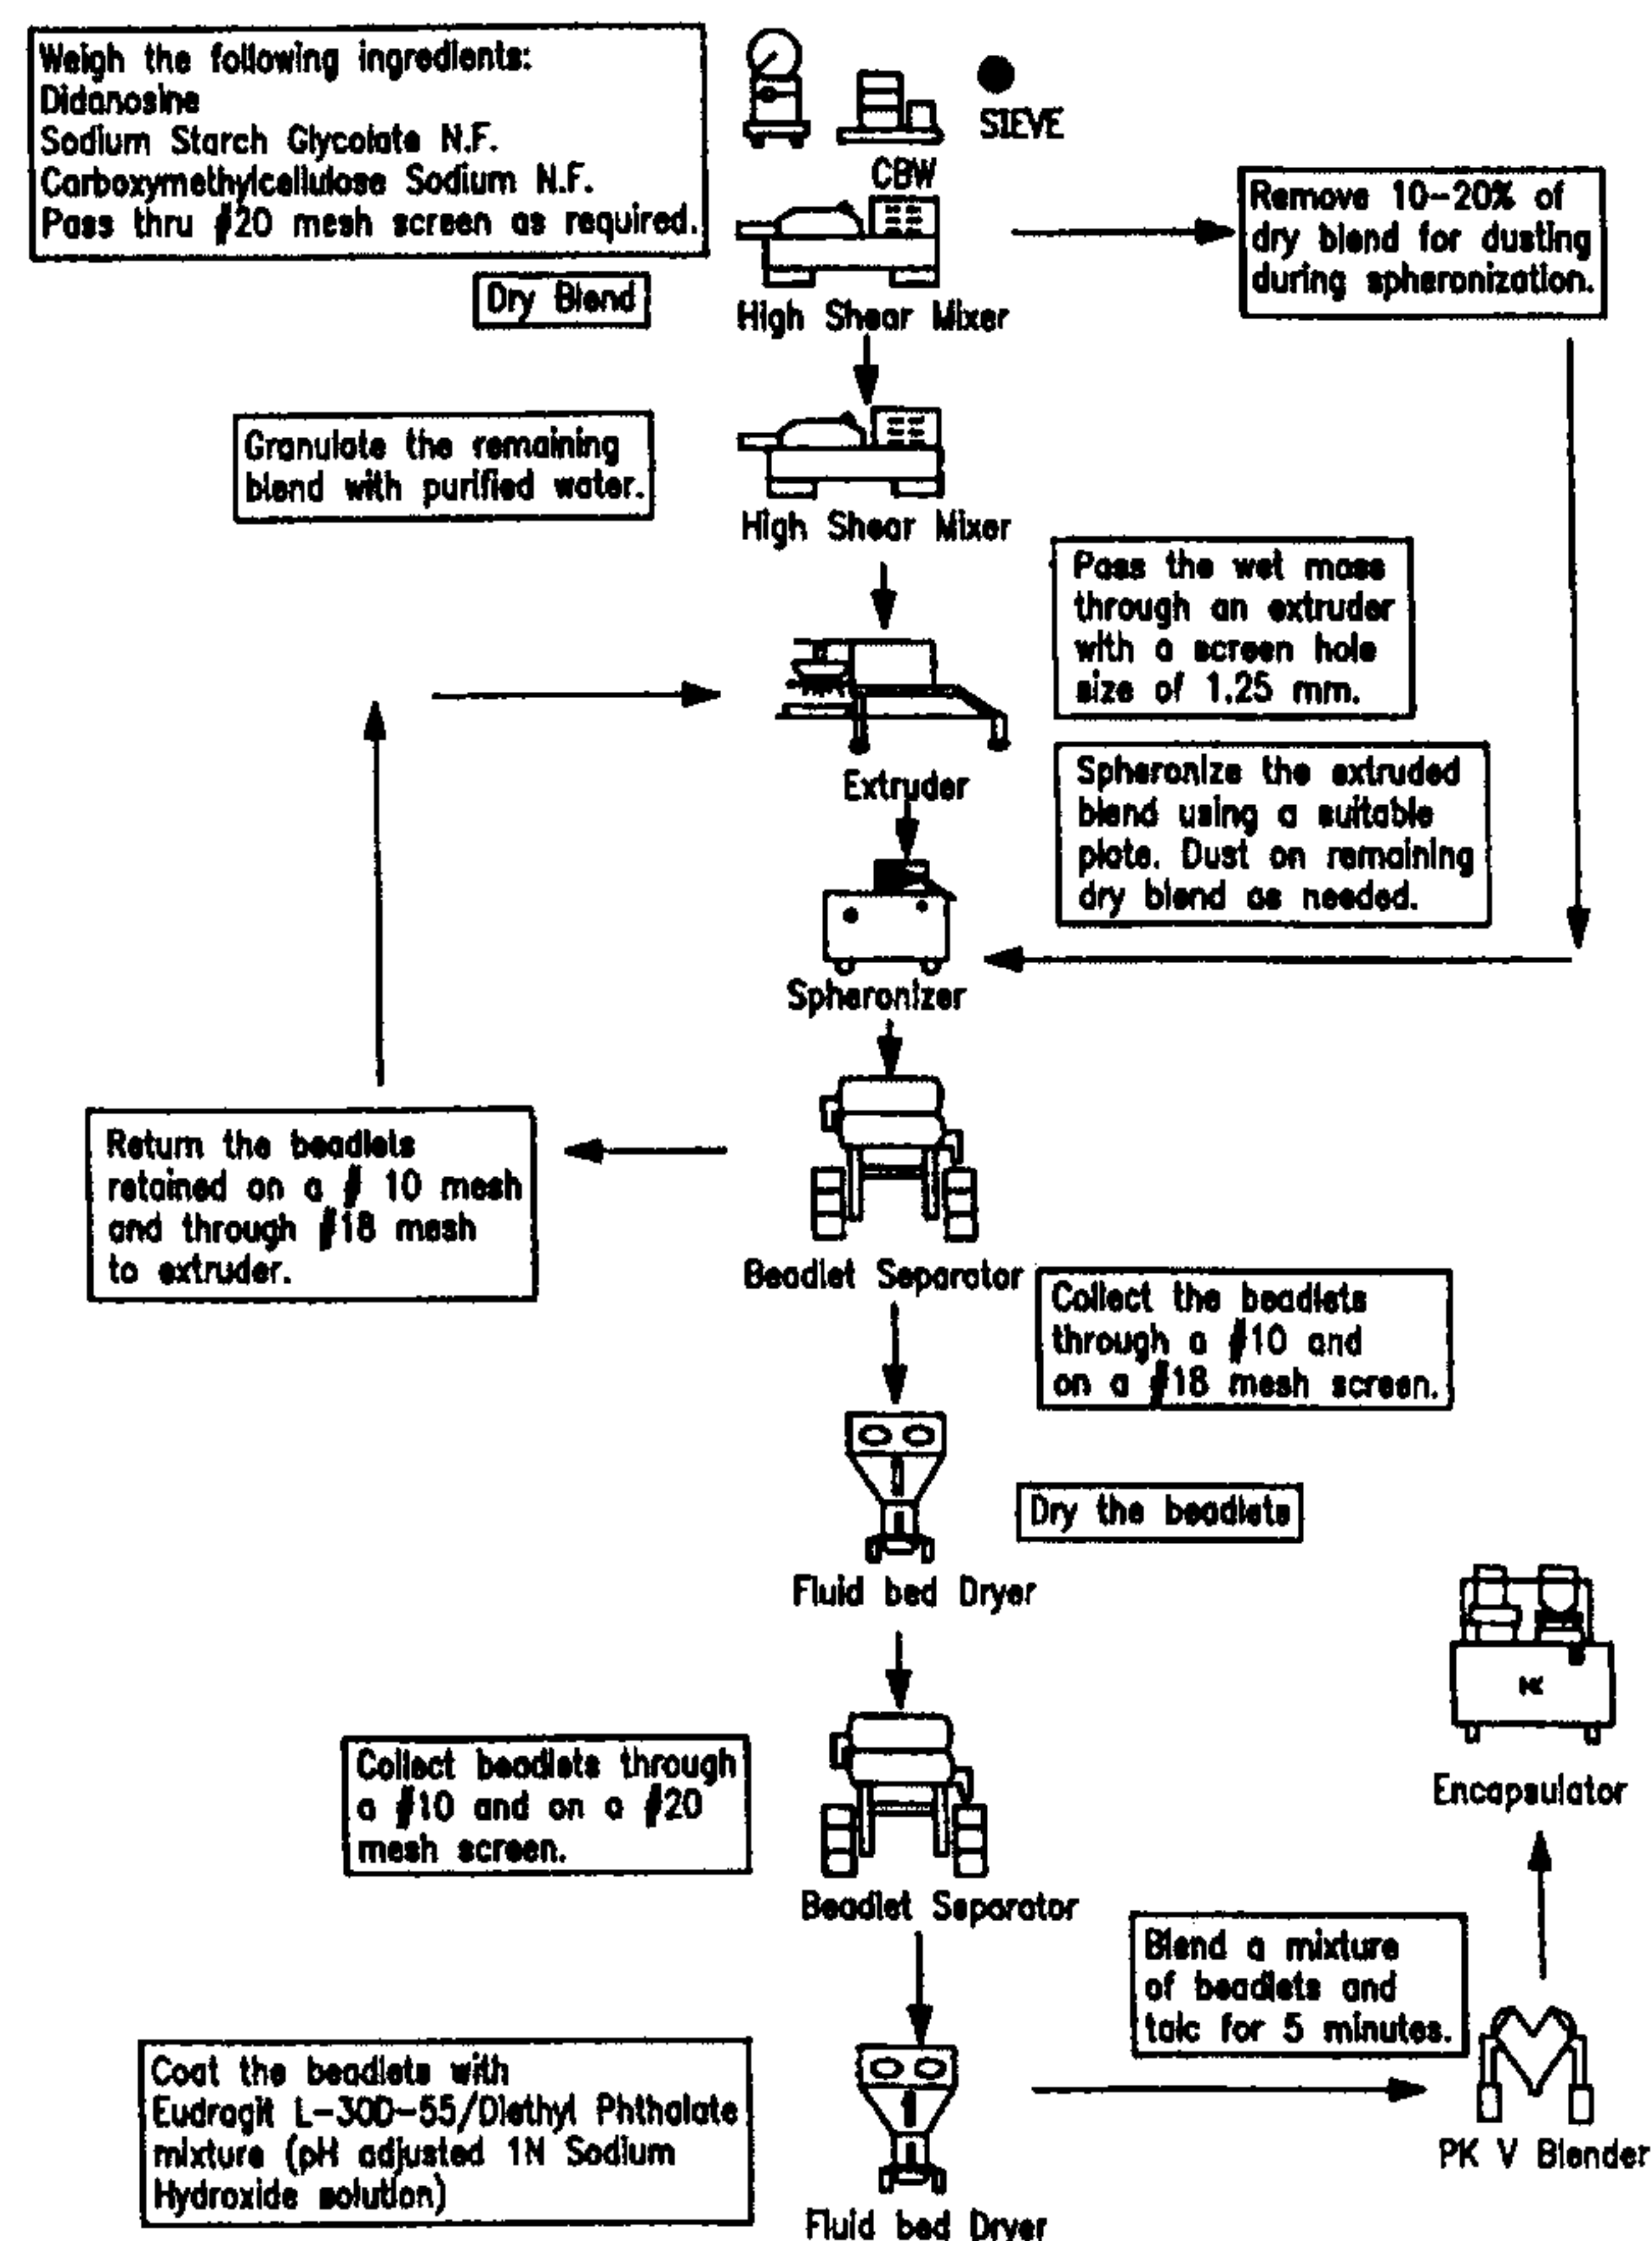 Weigh the following ingredients:
Didanosine
Sodium Starch Glycolate N.F.
Carboxymethylcellulose Sodium N.F.
Pass thru #20 mesh screen as required.
SIEVE
CBW
Dry Blend
High Shear Mixer
Remove 10-20% of
dry blend for dusting
during spheronization.
Granulate the remaining
blend with purified water.
High Shear Mixer
Pass the wet mass
through an extruder
with a screen hole
size of 1.25 mm.
Extruder
Spheronize the extruded
blend using a suitable
plate. Dust on remaining
dry blend as needed.
Spheronizer
Return the beadlets
retained on a # 10 mesh
and through #18 mesh
to extruder.
Beadlet Separator
Collect the beadlets
through a #10 and
on a #18 mesh screen.
Dry the beadlets
Fluid bed Dryer
Collect beadlets through
a #10 and on a #20
mesh screen.
Beadlet Separator
Encapsulator
Blend a mixture
of beadlets and
talc for 5 minutes.
PK V Blender
Coat the beadlets with
Eudragit L-30D-55/Diethyl Phthalate
mixture (pH adjusted 1N Sodium
Hydroxide solution)
Fluid bed Dryer